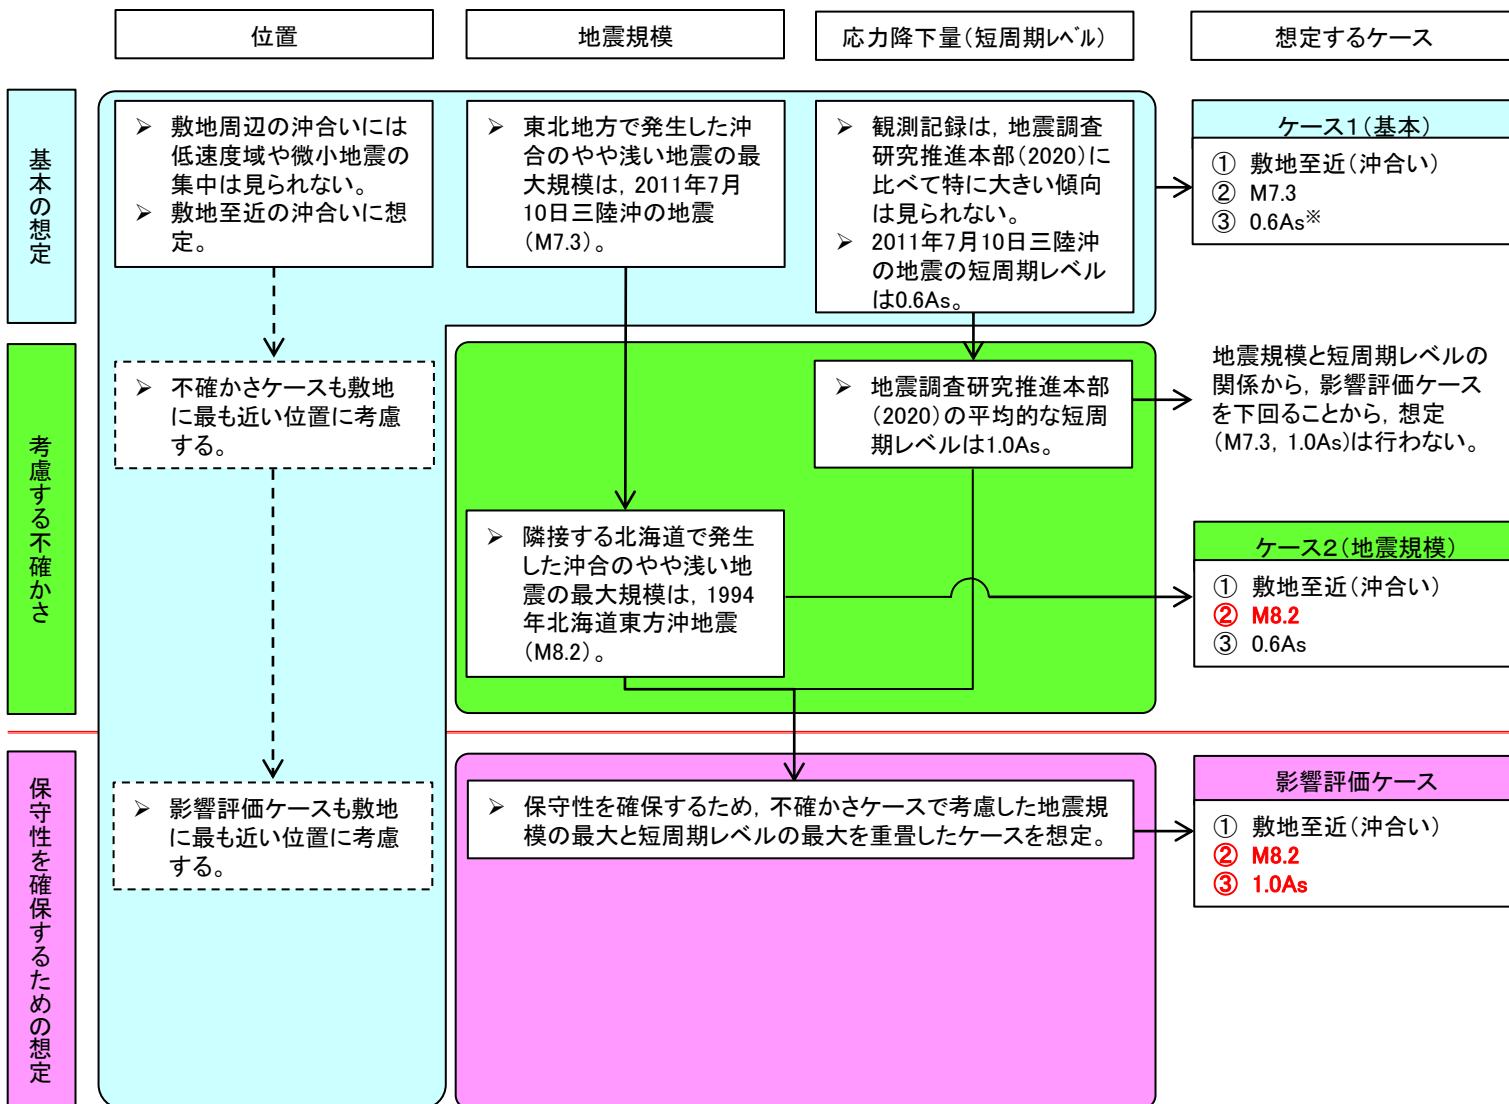 位置
地震規模
応力降下量(短周期レベル)
想定するケース
基本の想定
➢ 敷地周辺の沖合いには
低速度域や微小地震の
集中は見られない。
➢ 敷地至近の沖合いに想
定。
➢ 東北地方で発生した沖
合のやや浅い地震の最
大規模は，2011年7月
10日三陸沖の地震
(M7.3)。
➢ 観測記録は，地震調査
研究推進本部(2020)に
比べて特に大きい傾向
は見られない。
➢ 2011年7月10日三陸沖
の地震の短周期レベル
は0.6As。
ケース1(基本)
① 敷地至近(沖合い)
② M7.3
③ 0.6As※
考慮する不確かさ
➢ 不確かさケースも敷地
に最も近い位置に考慮
する。
➢ 地震調査研究推進本部
(2020)の平均的な短周
期レベルは1.0As。
地震規模と短周期レベルの
関係から，影響評価ケース
を下回ることから，想定
(M7.3，1.0As)は行わない。
➢ 隣接する北海道で発生
した沖合のやや浅い地
震の最大規模は，1994
年北海道東方沖地震
(M8.2)。
ケース2(地震規模)
① 敷地至近(沖合い)
② M8.2
③ 0.6As
保守性を確保するための想定
➢ 影響評価ケースも敷地
に最も近い位置に考慮
する。
➢ 保守性を確保するため，不確かさケースで考慮した地震規
模の最大と短周期レベルの最大を重畳したケースを想定。
影響評価ケース
① 敷地至近(沖合い)
② M8.2
③ 1.0As